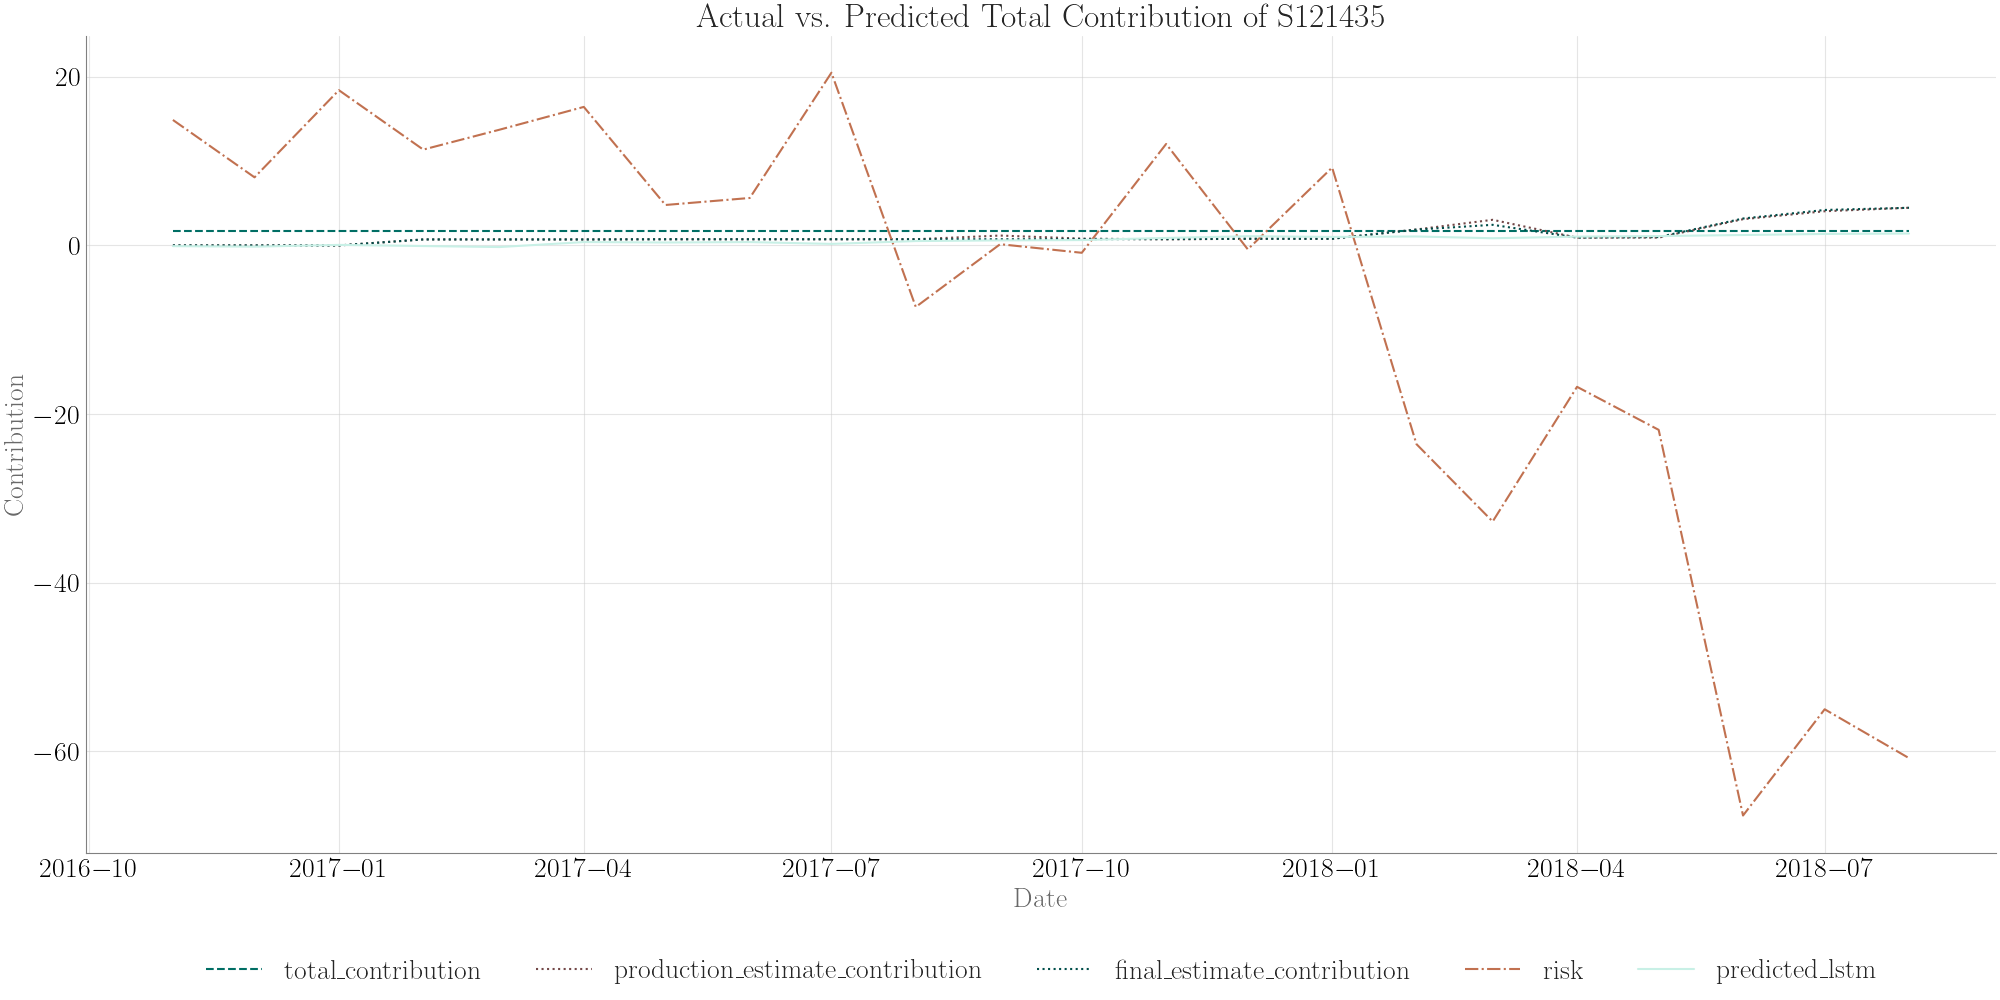 Actual vs. Predicted Total Contribution of S121435
20
0
−20
−40
−60
Contribution
2016−10 2017−01 2017−04 2017−07 2017−10 2018−01 2018−04 2018−07
Date
total_contribution production_estimate_contribution final_estimate_contribution risk predicted_lstm